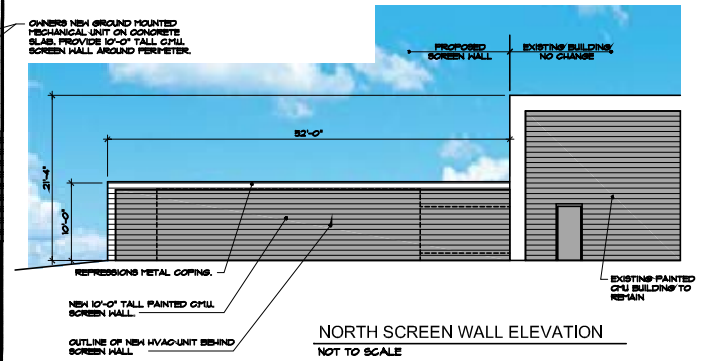 OWNERS NEW GROUND MOUNTED
MECHANICAL UNIT ON CONCRETE
SLAB. PROVIDE 10'-0" TALL C.M.U.
SCREEN WALL AROUND PERIMETER.
PROPOSED
SCREEN WALL
EXISTING BUILDING
NO CHANGE
52'-0"
21'-4"
10'-0"
REPRESSIONS METAL COPING.
NEW 10'-0" TALL PAINTED C.M.U.
SCREEN WALL.
OUTLINE OF NEW HVAC UNIT BEHIND
SCREEN WALL
EXISTING PAINTED
CMU BUILDING TO
REMAIN
NORTH SCREEN WALL ELEVATION
NOT TO SCALE